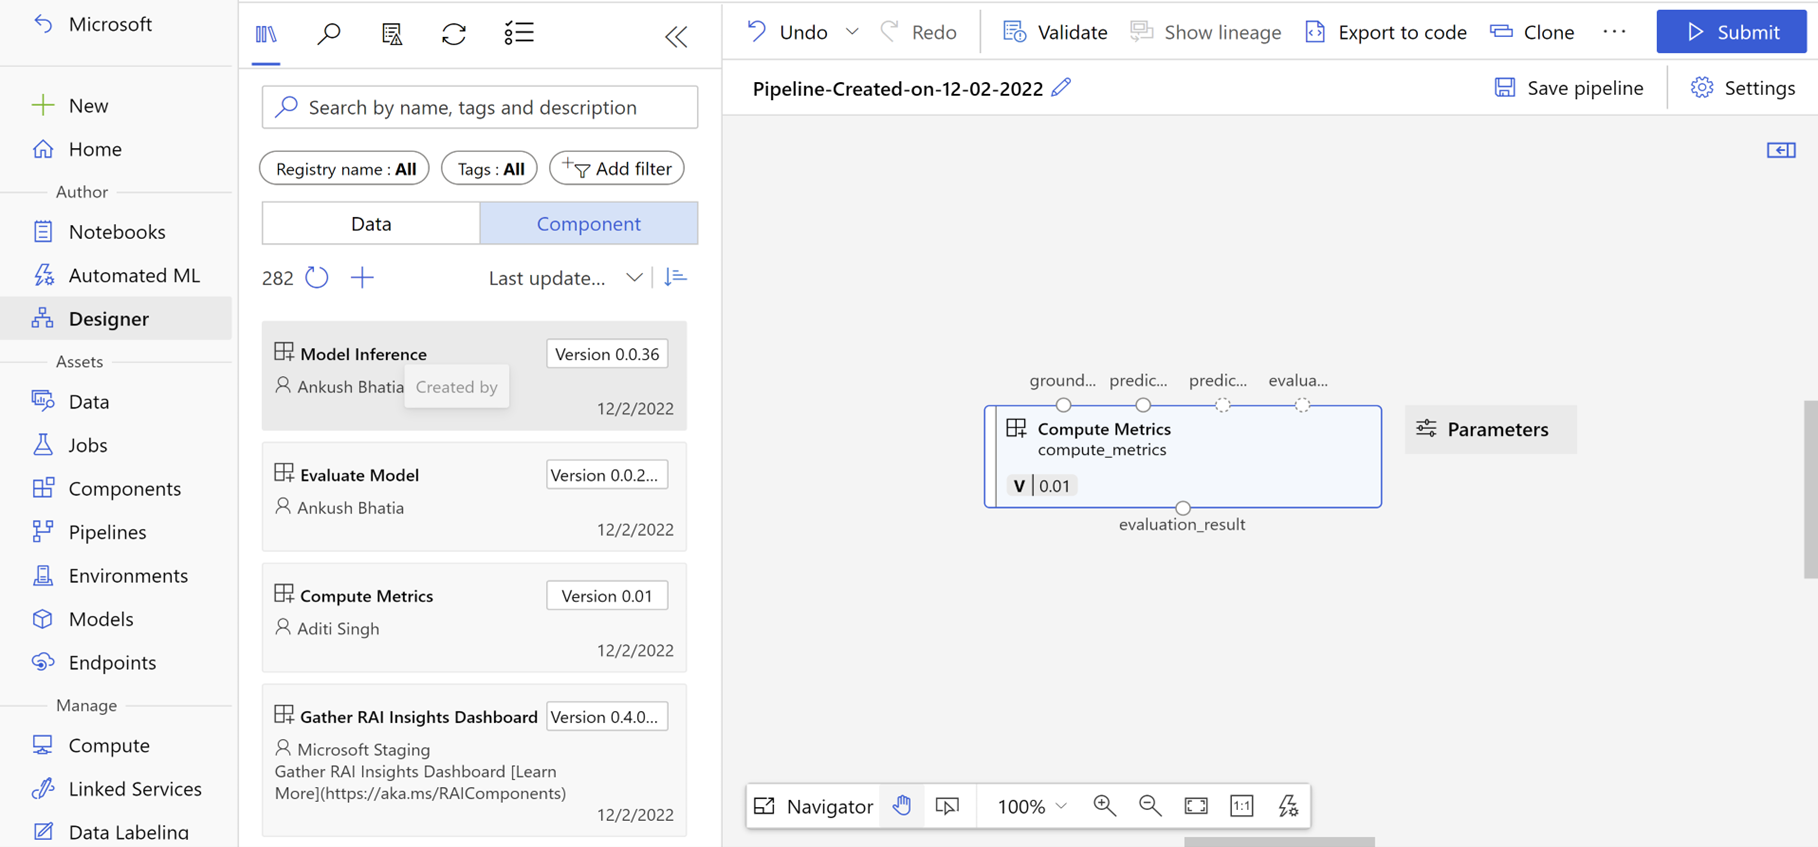 Microsoft
New
Home
Author
Notebooks
Automated ML
Designer
Assets
Data
Jobs
Components
Pipelines
Environments
Models
Endpoints
Manage
Compute
Linked Services
Data Labeling
Search by name, tags and description
Registry name : All
Tags : All
Add filter
Data
Component
282
Last update...
Model Inference
Version 0.0.36
Ankush Bhatia
Created by
12/2/2022
Evaluate Model
Version 0.0.2...
Ankush Bhatia
12/2/2022
Compute Metrics
Version 0.01
Aditi Singh
12/2/2022
Gather RAI Insights Dashboard
Version 0.4.0...
Microsoft Staging
Gather RAI Insights Dashboard [Learn
More](https://aka.ms/RAIComponents)
12/2/2022
Undo
Redo
Validate
Show lineage
Export to code
Clone
...
Submit
Pipeline-Created-on-12-02-2022
Save pipeline
Settings
ground...
predic...
predic...
evalua...
Compute Metrics
compute_metrics
V | 0.01
evaluation_result
Parameters
Navigator
100%
1:1